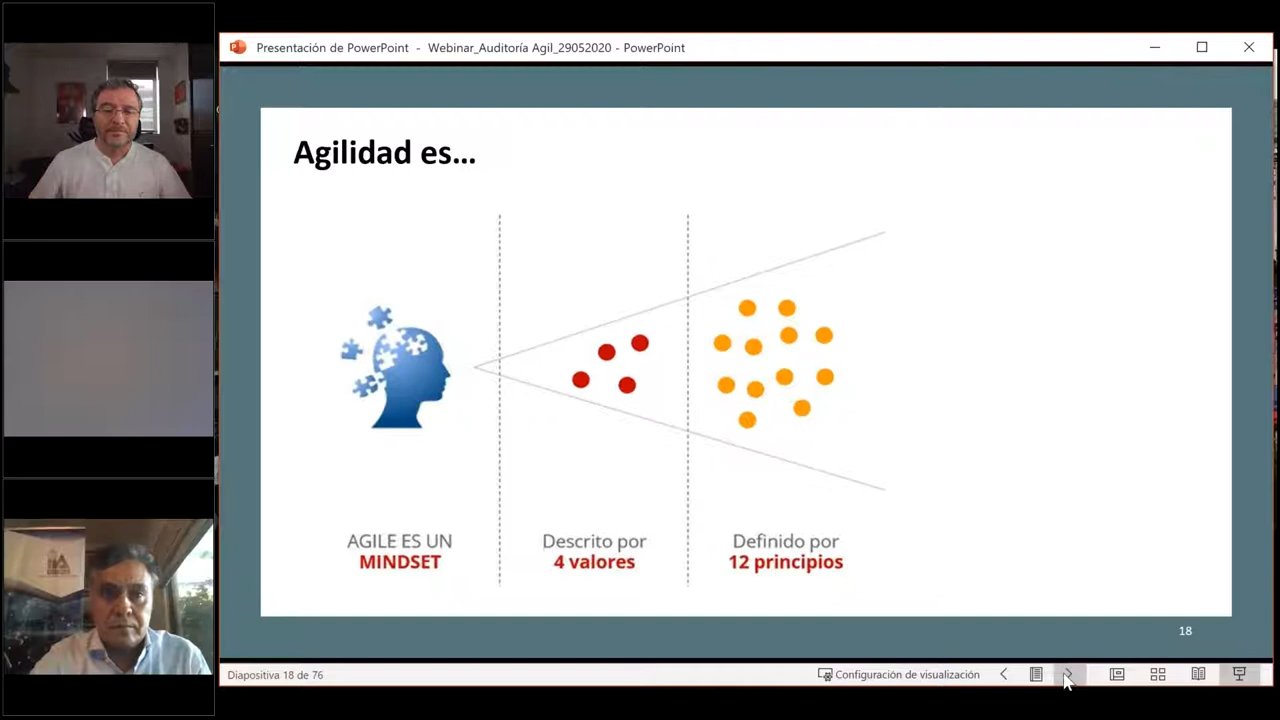 Presentación de PowerPoint - Webinar_Auditoría Agil_29052020 - PowerPoint
Agilidad es...
AGILE ES UN
MINDSET
Descrito por
4 valores
Definido por
12 principios
18
Diapositiva 18 de 76
Configuración de visualización